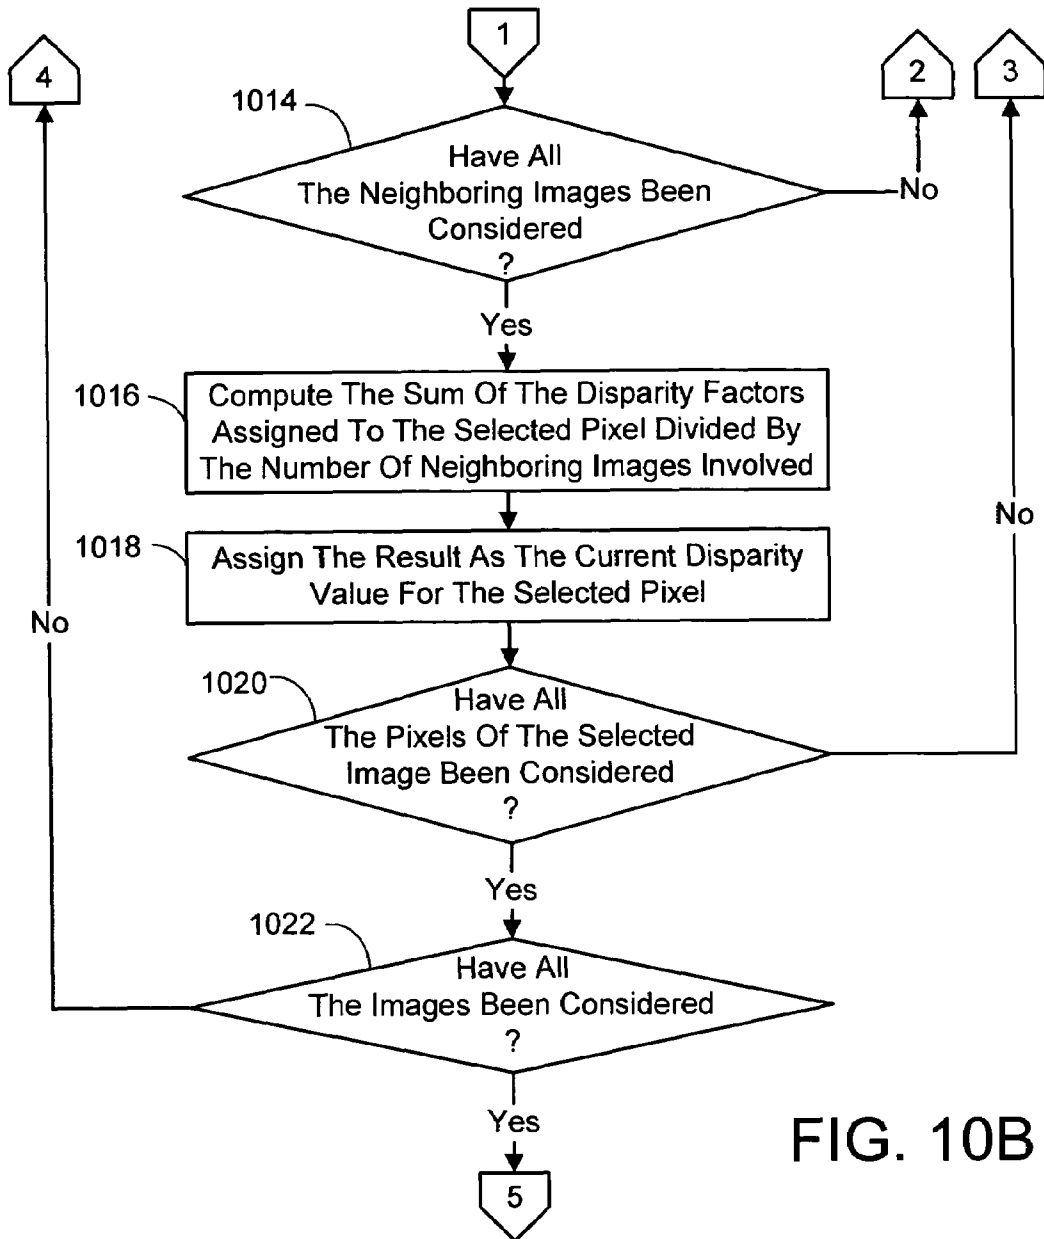 1
4
2
3
1014
Have All
The Neighboring Images Been
Considered
?
No
Yes
1016
Compute The Sum Of The Disparity Factors
Assigned To The Selected Pixel Divided By
The Number Of Neighboring Images Involved
No
1018
Assign The Result As The Current Disparity
Value For The Selected Pixel
No
1020
Have All
The Pixels Of The Selected
Image Been Considered
?
Yes
1022
Have All
The Images Been Considered
?
Yes
FIG. 10B
5